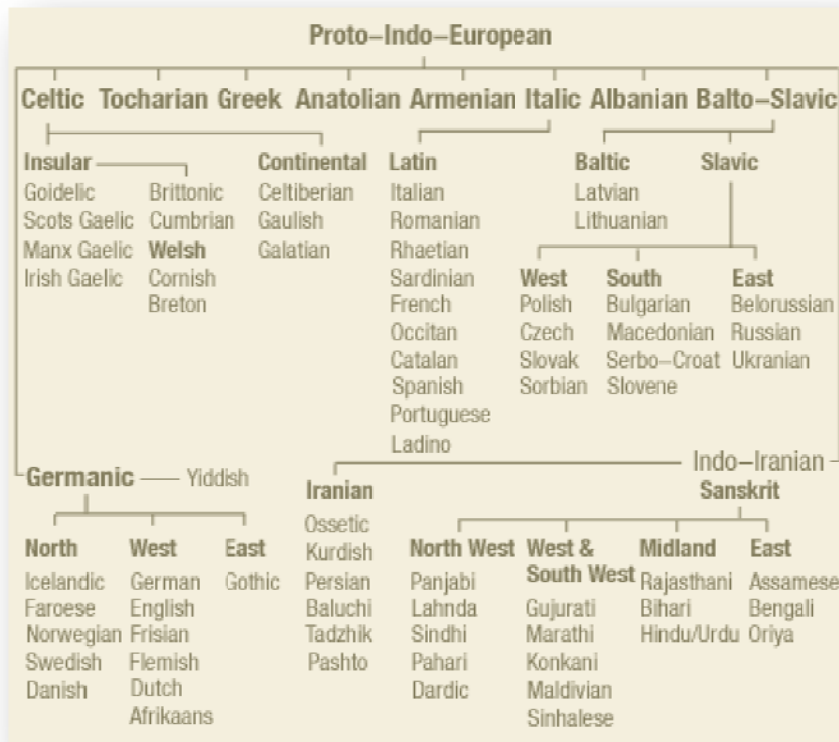 Proto–Indo–European
Celtic Tocharian Greek Anatolian Armenian Italic Albanian Balto–Slavic
Insular
Goidelic
Scots Gaelic
Manx Gaelic
Irish Gaelic
Brittonic
Cumbrian
Welsh
Cornish
Breton
Continental
Celtiberian
Gaulish
Galatian
Latin
Italian
Romanian
Rhaetian
Sardinian
French
Occitan
Catalan
Spanish
Portuguese
Ladino
Baltic
Latvian
Lithuanian
Slavic
West
Polish
Czech
Slovak
Sorbian
South
Bulgarian
Macedonian
Serbo–Croat
Slovene
East
Belorussian
Russian
Ukranian
Germanic
Yiddish
North
Icelandic
Faroese
Norwegian
Swedish
Danish
West
German
English
Frisian
Flemish
Dutch
Afrikaans
East
Gothic
Indo–Iranian
Iranian
Ossetic
Kurdish
Persian
Baluchi
Tadzhik
Pashto
Sanskrit
North West
Panjabi
Lahnda
Sindhi
Pahari
Dardic
West &
South West
Gujurati
Marathi
Konkani
Maldivian
Sinhalese
Midland
Rajasthani
Bihari
Hindu/Urdu
East
Assamese
Bengali
Oriya